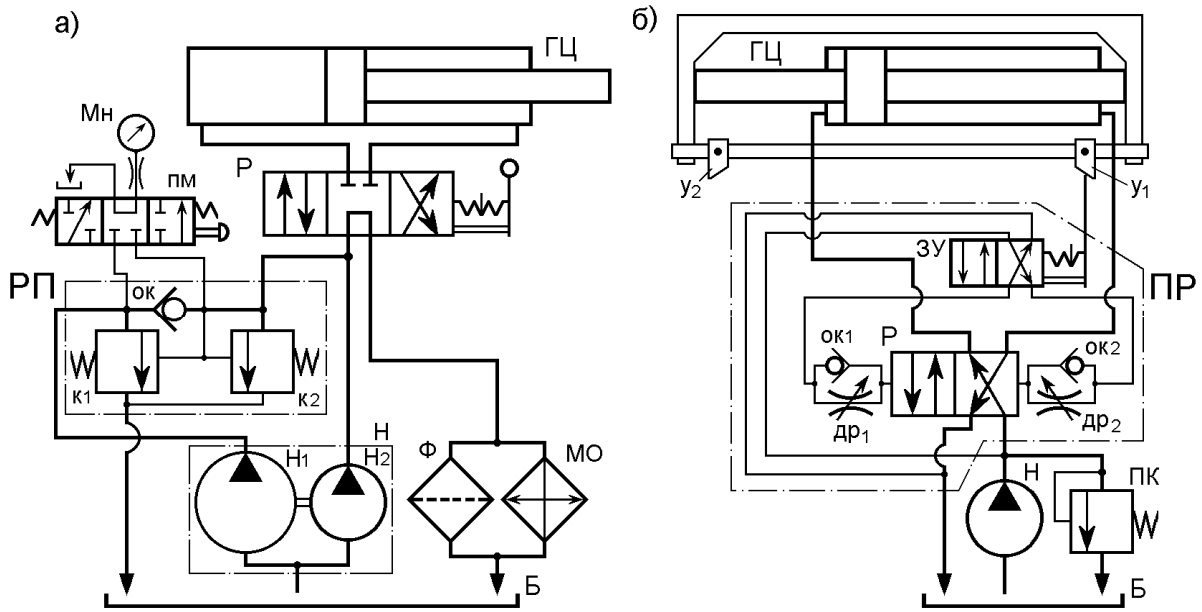 а)
ГЦ
Мн
Р
пм
РП
ок
к1
к2
Н
Н1
Н2
Ф
МО
Б
б)
ГЦ
у2
у1
ЗУ
ПР
ок1
Р
ок2
др1
др2
Н
ПК
Б